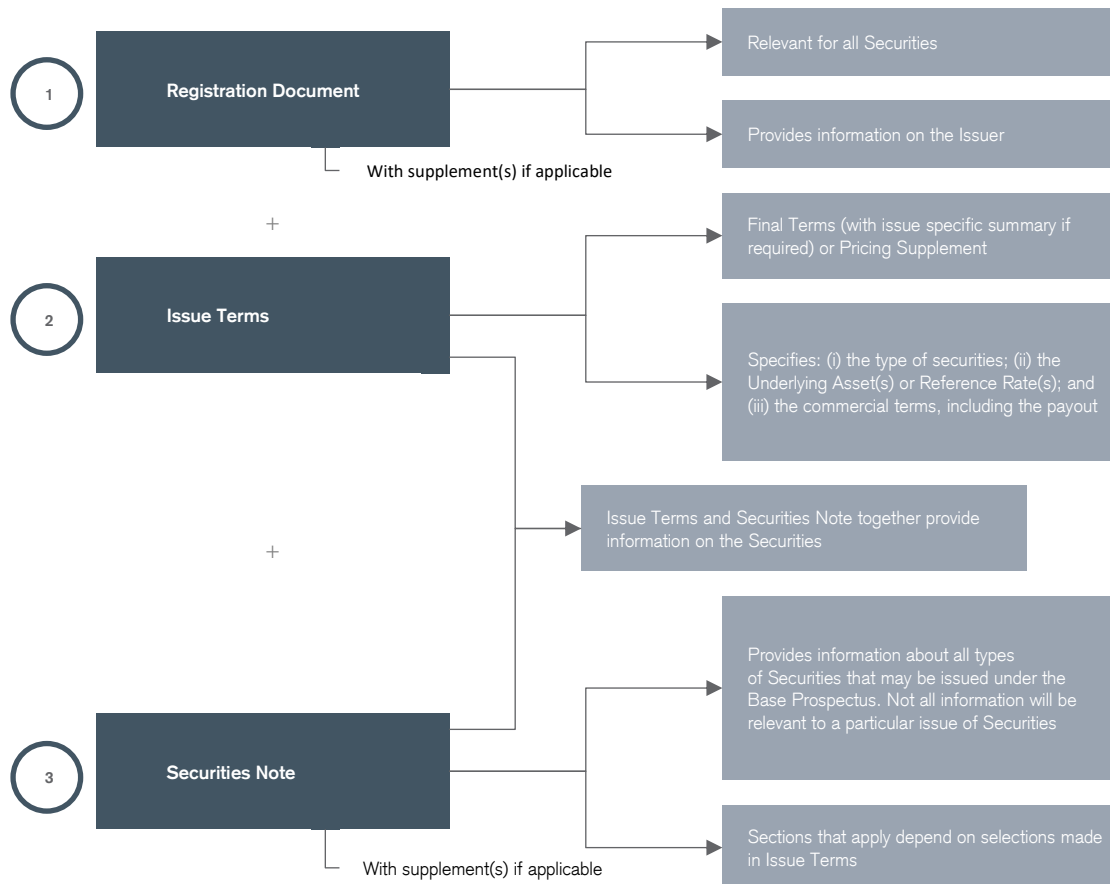 1
Registration Document
With supplement(s) if applicable
Relevant for all Securities
Provides information on the Issuer
+
2
Issue Terms
Final Terms (with issue specific summary if
required) or Pricing Supplement
Specifies: (i) the type of securities; (ii) the
Underlying Asset(s) or Reference Rate(s); and
(iii) the commercial terms, including the payout
Issue Terms and Securities Note together provide
information on the Securities
+
3
Securities Note
With supplement(s) if applicable
Provides information about all types
of Securities that may be issued under the
Base Prospectus. Not all information will be
relevant to a particular issue of Securities
Sections that apply depend on selections made
in Issue Terms